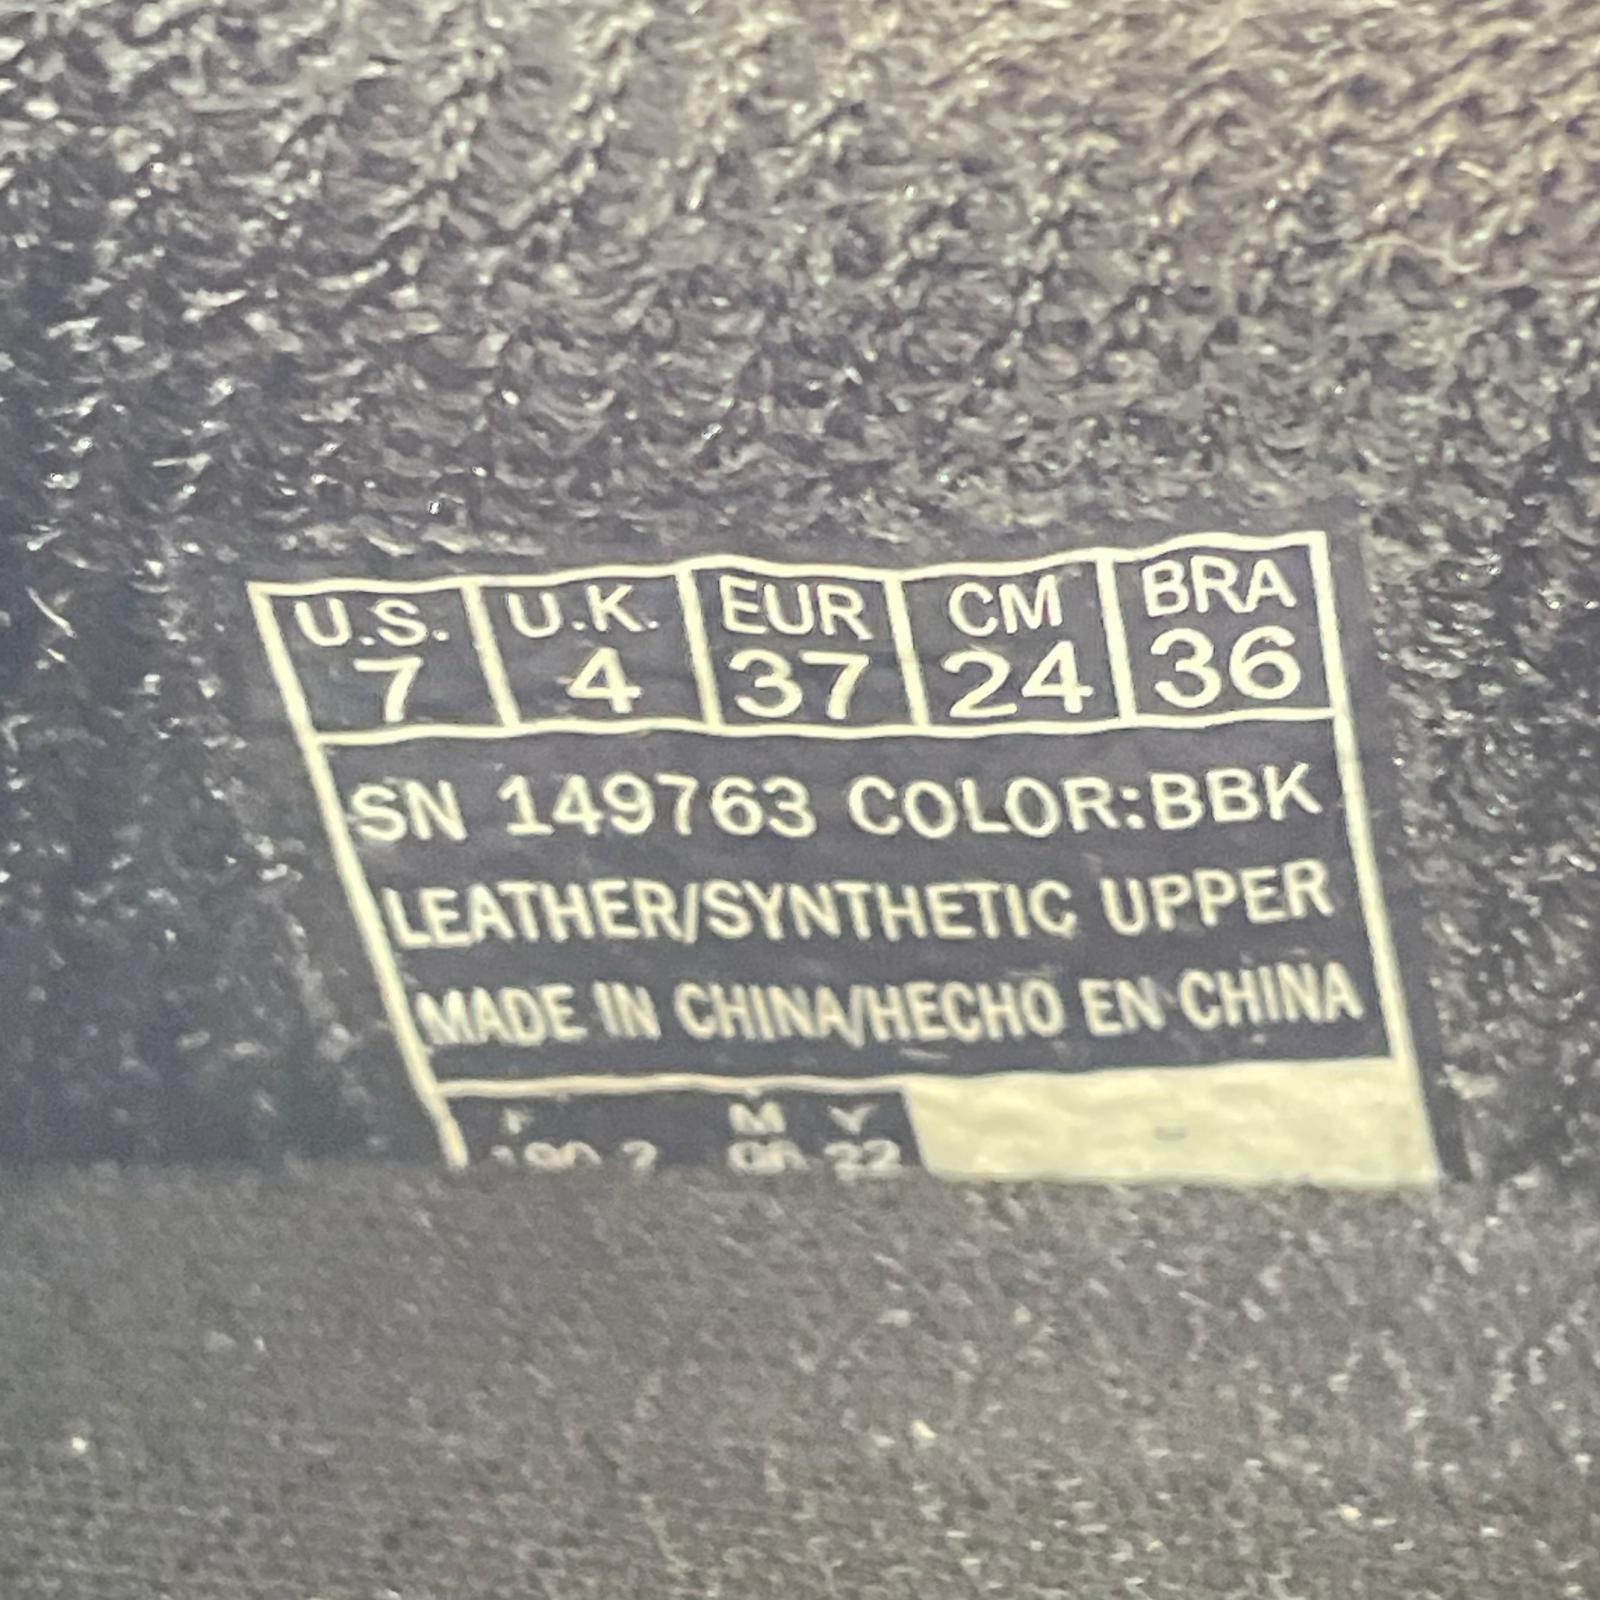 U.S. U.K. EUR CM BRA
7 4 37 24 36
SN 149763 COLOR:BBK
LEATHER/SYNTHETIC UPPER
MADE IN CHINA/HECHO EN CHINA
F M Y
22